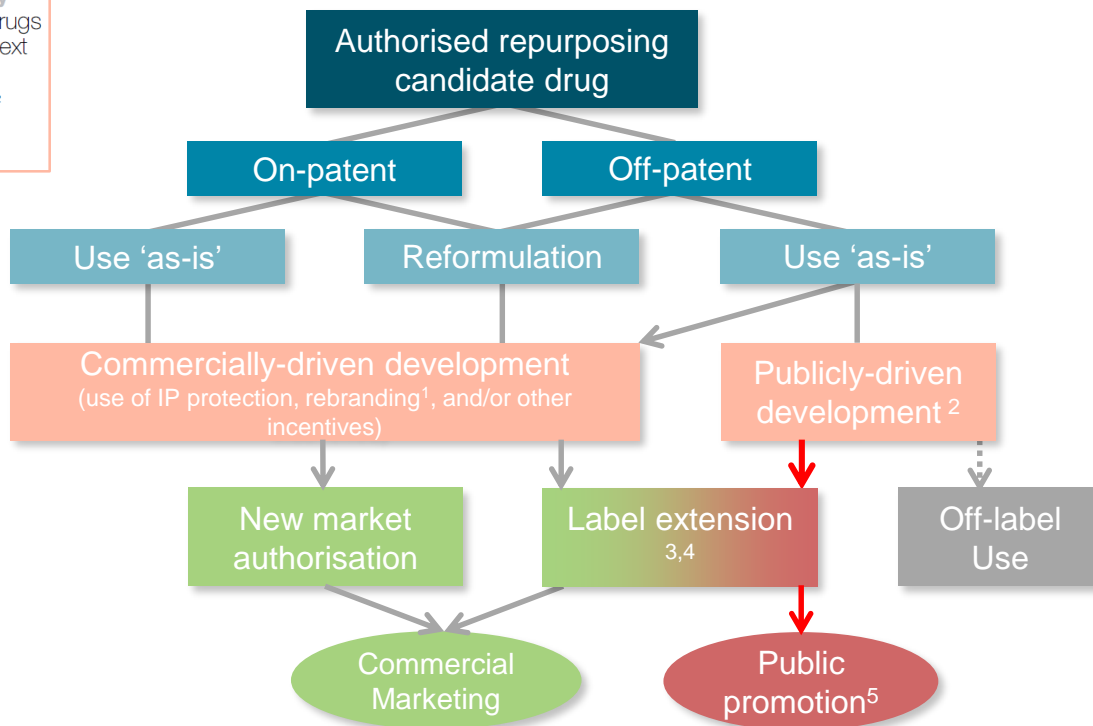 rugs
ext
Authorised repurposing
candidate drug
On-patent
Off-patent
Use ‘as-is’
Reformulation
Use ‘as-is’
Commercially-driven development
(use of IP protection, rebranding¹, and/or other
incentives)
Publicly-driven
development ²
New market
authorisation
Label extension
3,4
Off-label
Use
Commercial
Marketing
Public
promotion⁵